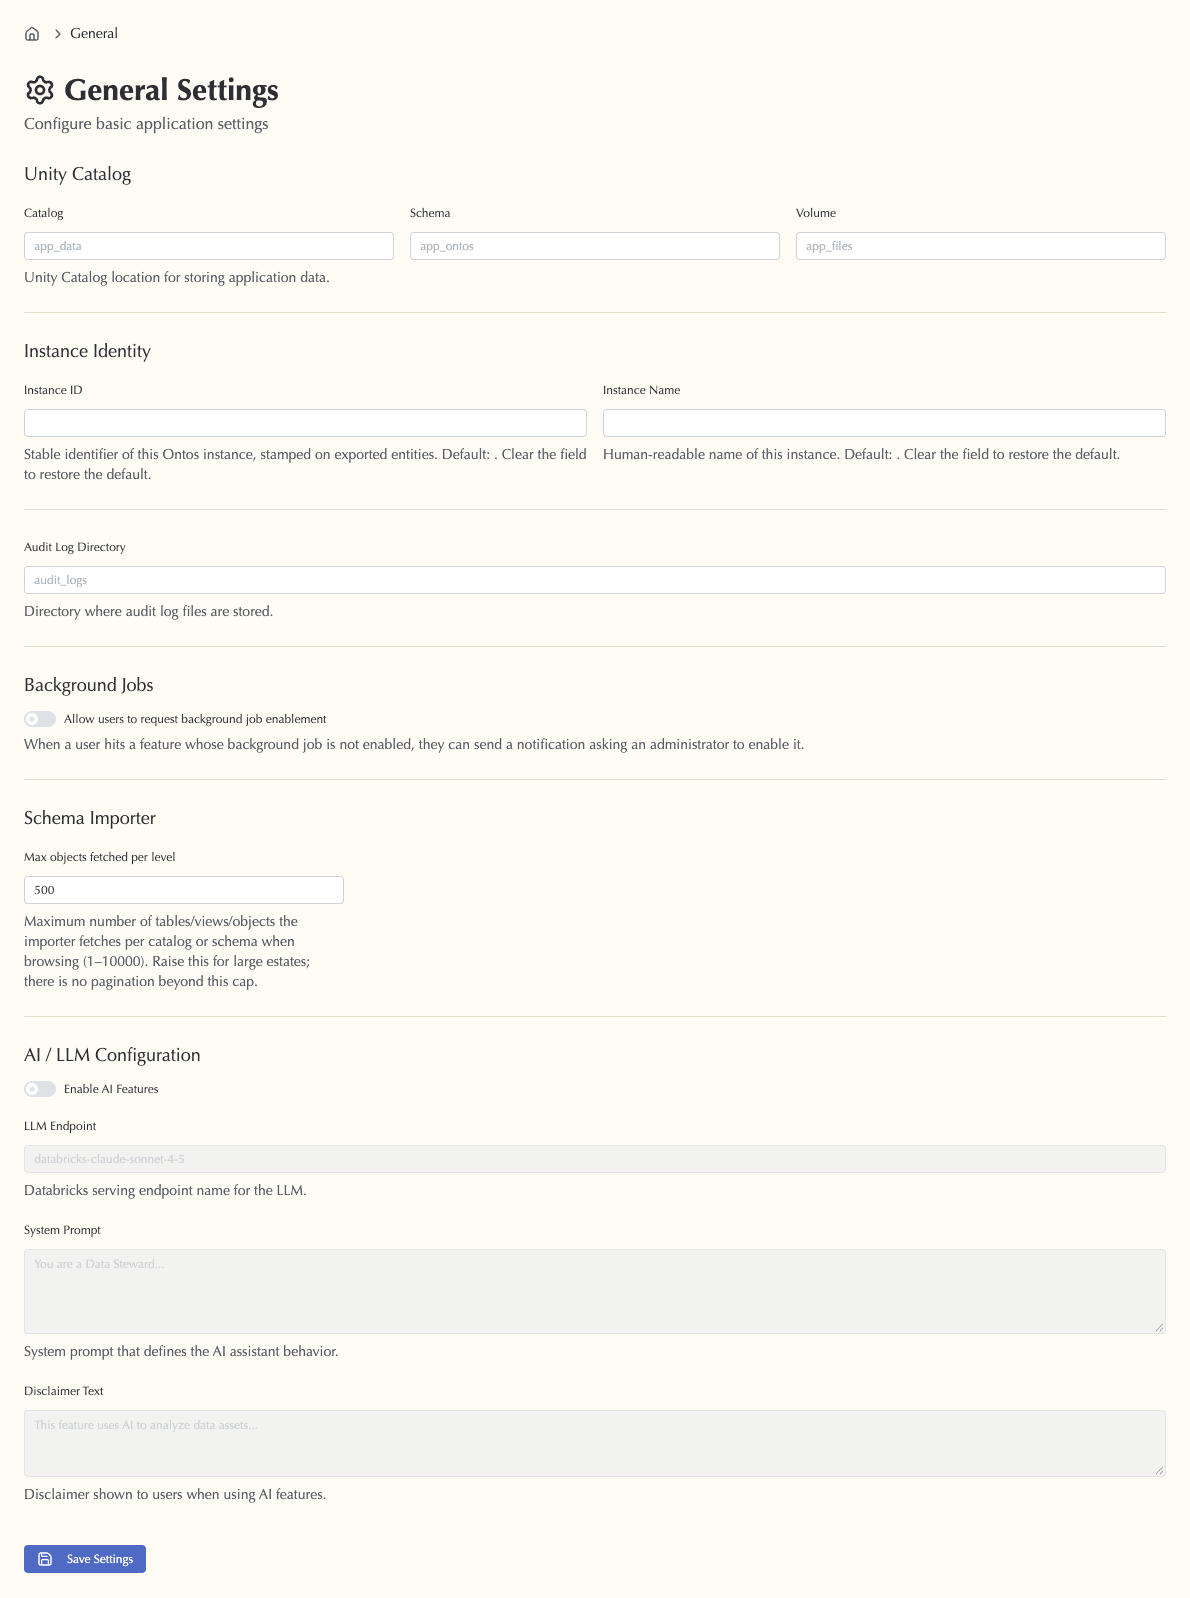 General
General Settings
Configure basic application settings
Unity Catalog
Catalog
Schema
Volume
app_data
app_ontos
app_files
Unity Catalog location for storing application data.
Instance Identity
Instance ID
Instance Name
Stable identifier of this Ontos instance, stamped on exported entities. Default: . Clear the field
to restore the default.
Human-readable name of this instance. Default: . Clear the field to restore the default.
Audit Log Directory
audit_logs
Directory where audit log files are stored.
Background Jobs
Allow users to request background job enablement
When a user hits a feature whose background job is not enabled, they can send a notification asking an administrator to enable it.
Schema Importer
Max objects fetched per level
500
Maximum number of tables/views/objects the
importer fetches per catalog or schema when
browsing (1–10000). Raise this for large estates;
there is no pagination beyond this cap.
AI / LLM Configuration
Enable AI Features
LLM Endpoint
databricks-claude-sonnet-4-5
Databricks serving endpoint name for the LLM.
System Prompt
You are a Data Steward...
System prompt that defines the AI assistant behavior.
Disclaimer Text
This feature uses AI to analyze data assets...
Disclaimer shown to users when using AI features.
Save Settings